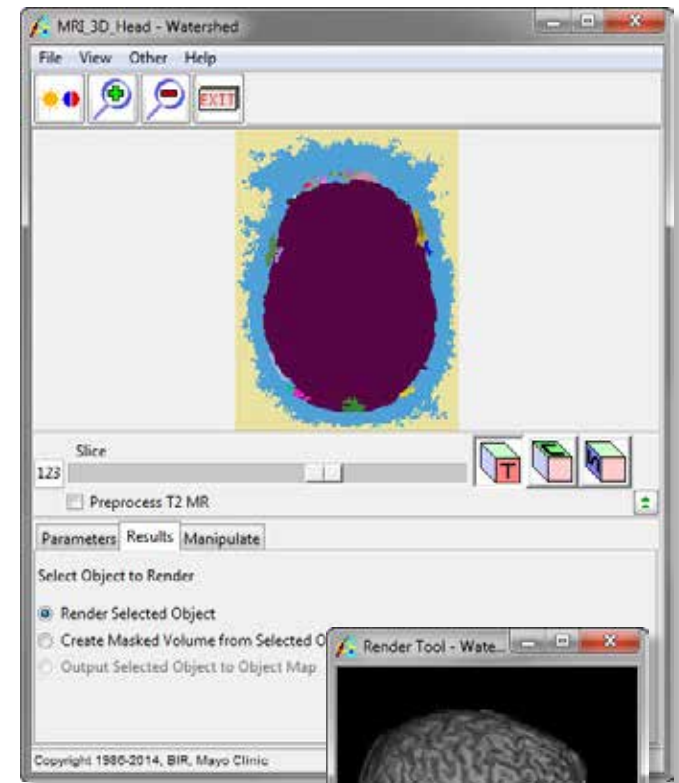 MRI_3D_Head - Watershed
File View Other Help
EXIT
Slice
123
T
Preprocess T2 MR
Parameters Results Manipulate
Select Object to Render
Render Selected Object
Create Masked Volume from Selected O
Output Selected Object to Object Map
Render Tool - Wate...
Copyright 1986-2014, BIR, Mayo Clinic